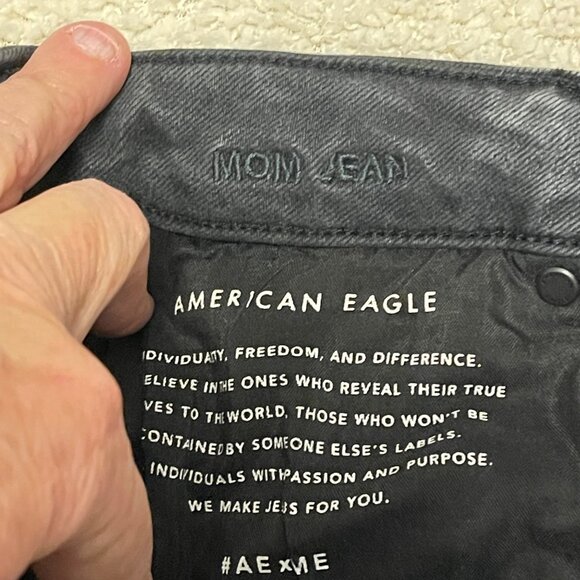 MOM JEAN
AMERICAN EAGLE
DIVIDUALITY, FREEDOM, AND DIFFERENCE.
ELIEVE IN THE ONES WHO REVEAL THEIR TRUE
VES TO THE WORLD, THOSE WHO WON'T BE
CONTAINED BY SOMEONE ELSE'S LABELS.
INDIVIDUALS WITH PASSION AND PURPOSE.
WE MAKE JEANS FOR YOU.
#AExME